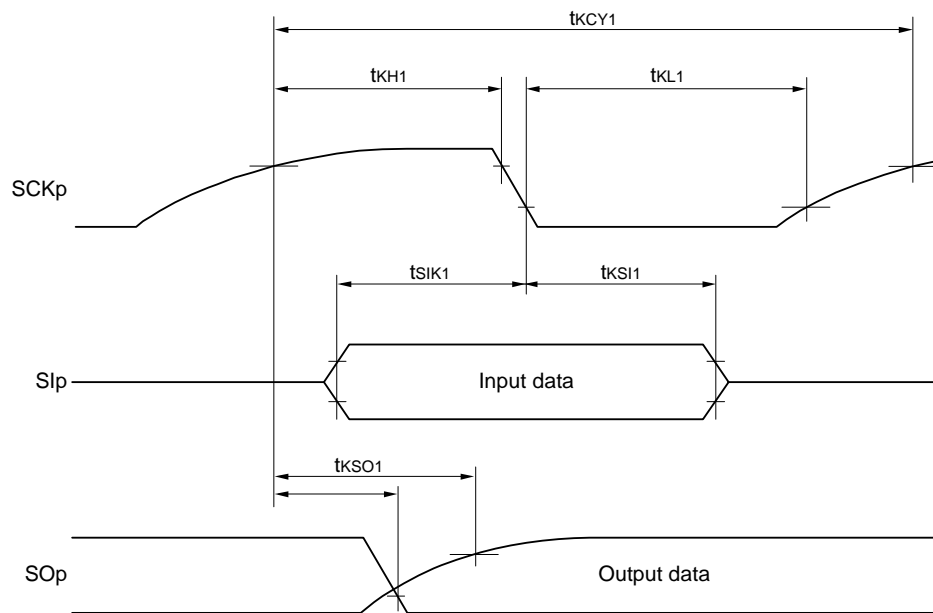 tKCY1
tKH1
tKL1
SCKp
tSIK1
tKSI1
SIp
Input data
tKSO1
SOp
Output data